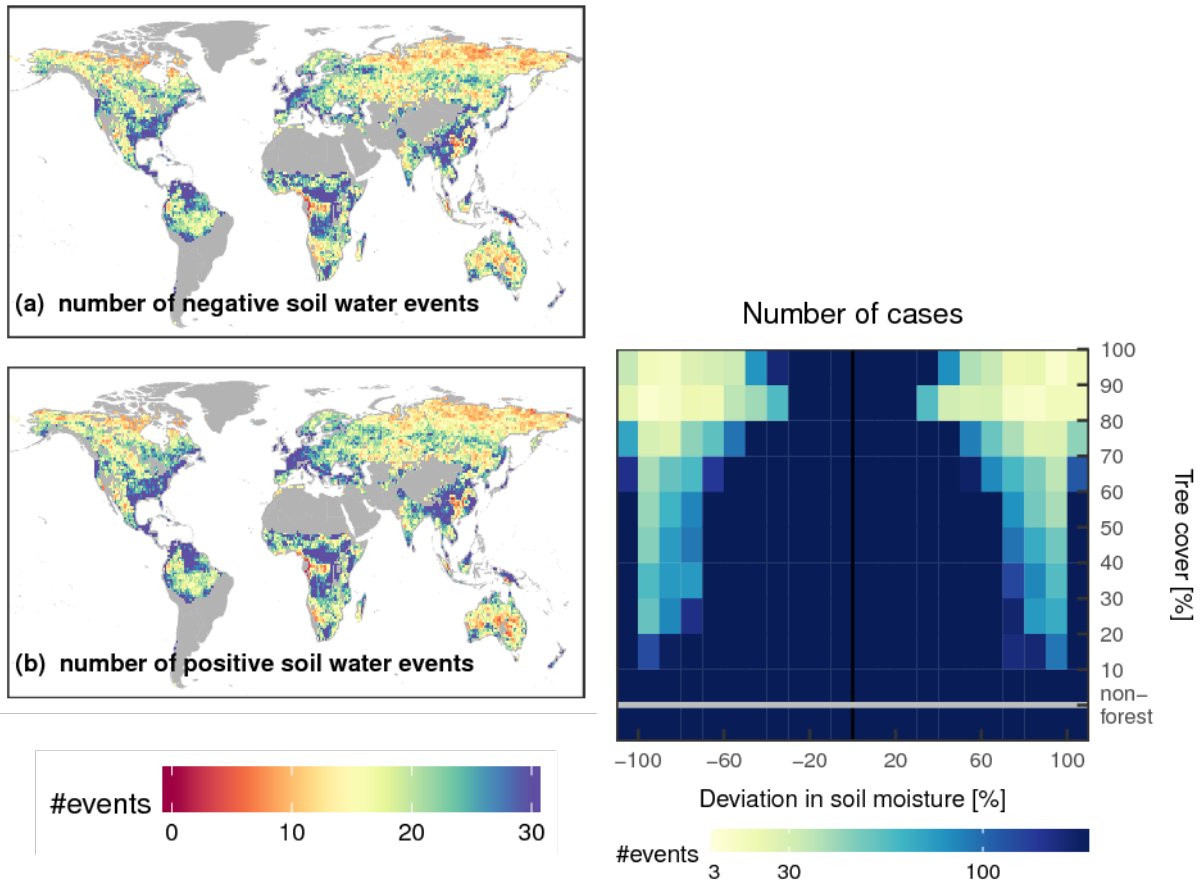 (a) number of negative soil water events
(b) number of positive soil water events
#events
0 10 20 30
Number of cases
100
90
80
70
60
50
40
30
20
10
non−
forest
Tree cover [%]
−100 −60 −20 20 60 100
Deviation in soil moisture [%]
#events
3 30 100